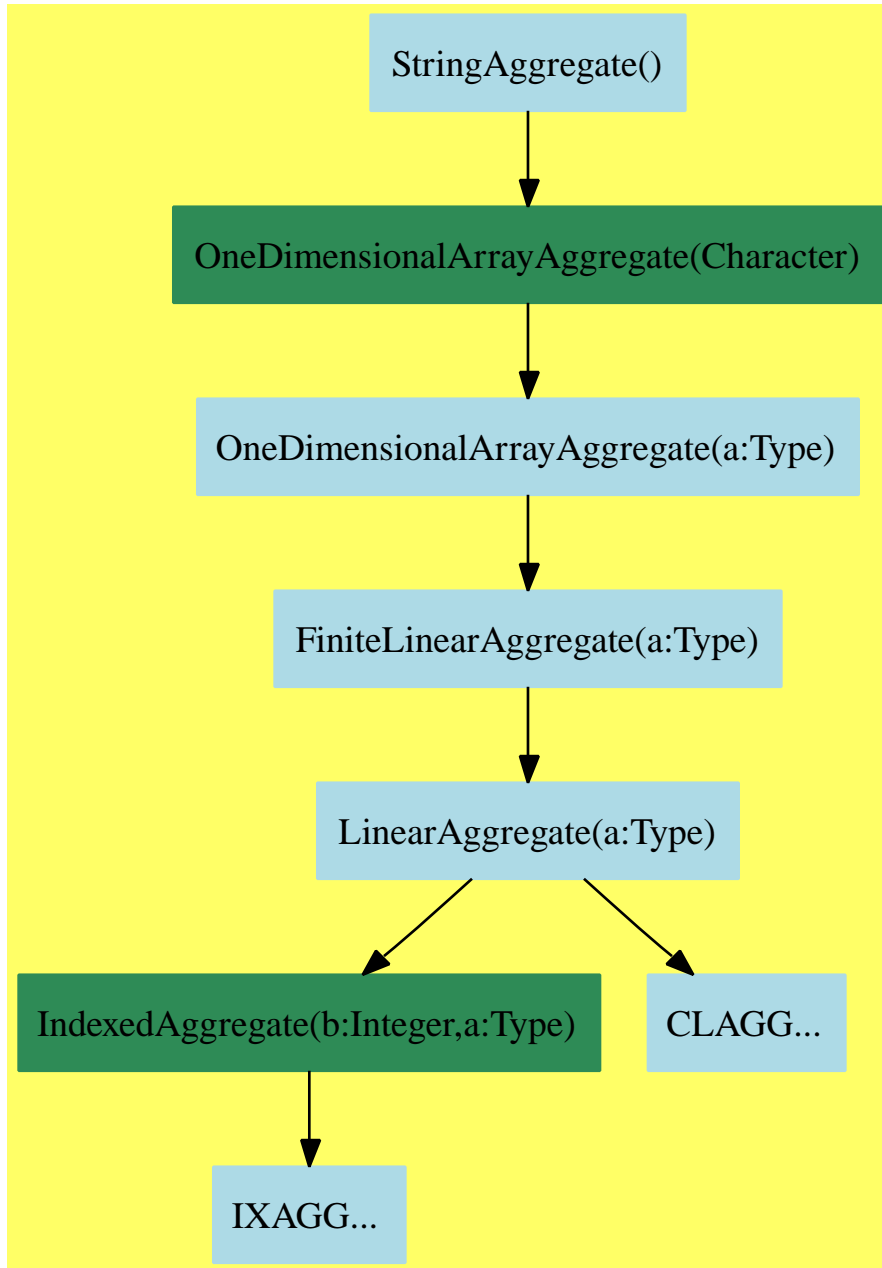 StringAggregate()
OneDimensionalArrayAggregate(Character)
OneDimensionalArrayAggregate(a:Type)
FiniteLinearAggregate(a:Type)
LinearAggregate(a:Type)
IndexedAggregate(b:Integer,a:Type)
CLAGG...
IXAGG...